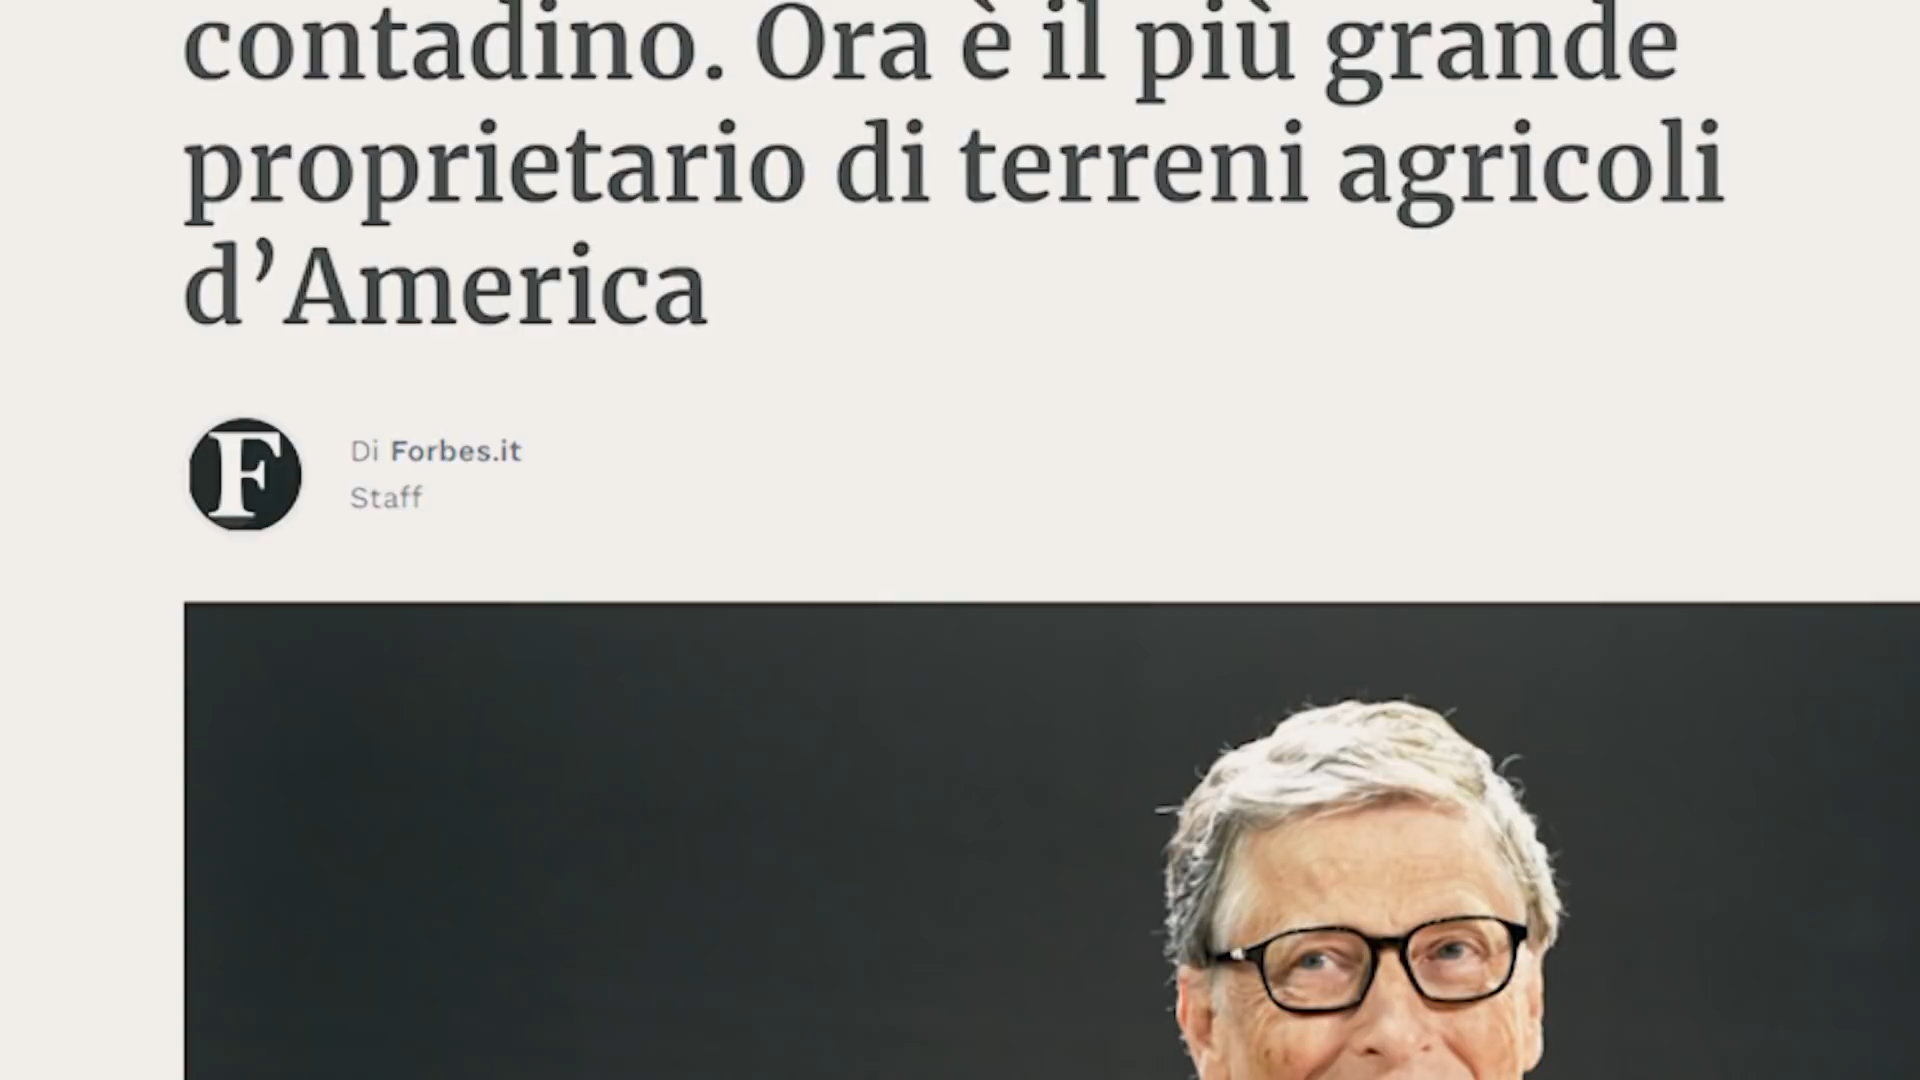 contadino. Ora è il più grande
proprietario di terreni agricoli
d’America
F
Di Forbes.it
Staff